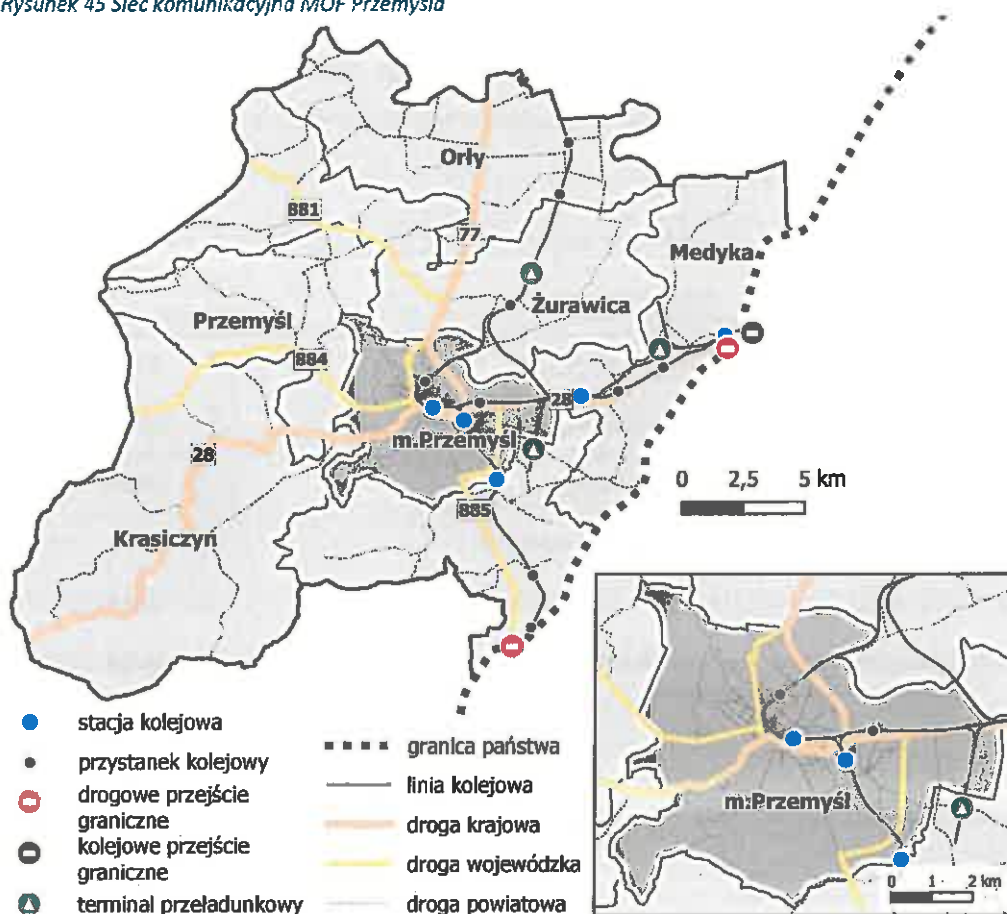 Rysunek 45 Sieć komunikacyjna MOF Przemyśla
Orły
881
77
Medyka
Żurawica
Przemyśl
884
28
m.Przemyśl
28
0 2,5 5 km
885
Krasiczyn
stacja kolejowa
przystanek kolejowy
drogowe przejście
graniczne
kolejowe przejście
graniczne
terminal przeładunkowy
granica państwa
linia kolejowa
droga krajowa
droga wojewódzka
droga powiatowa
m.Przemyśl
0 1 2 km